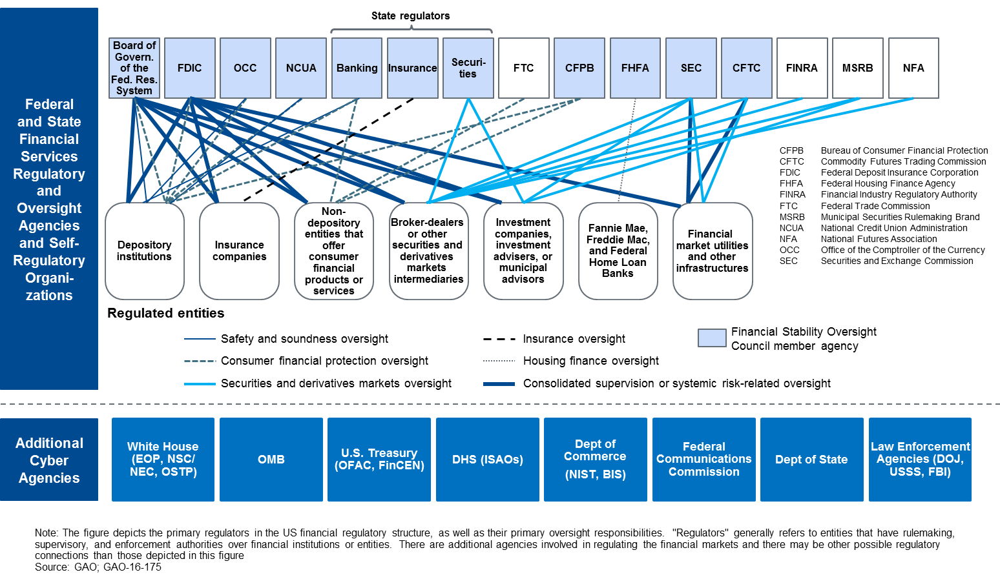 State regulators
Federal
and State
Financial
Services
Regulatory
and
Oversight
Agencies
and Self-
Regulatory
Organi-
zations
Board of
Govern.
of the
Fed. Res.
System
FDIC
OCC
NCUA
Banking
Insurance
Securi-
ties
FTC
CFPB
FHFA
SEC
CFTC
FINRA
MSRB
NFA
CFPB Bureau of Consumer Financial Protection
CFTC Commodity Futures Trading Commission
FDIC Federal Deposit Insurance Corporation
FHFA Federal Housing Finance Agency
FINRA Financial Industry Regulatory Authority
FTC Federal Trade Commission
MSRB Municipal Securities Rulemaking Brand
NCUA National Credit Union Administration
NFA National Futures Association
OCC Office of the Comptroller of the Currency
SEC Securities and Exchange Commission
Depository
institutions
Insurance
companies
Non-
depository
entities that
offer
consumer
financial
products or
services
Broker-dealers
or other
securities and
derivatives
markets
intermediaries
Investment
companies,
investment
advisers, or
municipal
advisors
Fannie Mae,
Freddie Mac,
and Federal
Home Loan
Banks
Financial
market utilities
and other
infrastructures
Regulated entities
Safety and soundness oversight
Consumer financial protection oversight
Securities and derivatives markets oversight
Insurance oversight
Housing finance oversight
Consolidated supervision or systemic risk-related oversight
Financial Stability Oversight
Council member agency
Additional
Cyber
Agencies
White House
(EOP, NSC/
NEC, OSTP)
OMB
U.S. Treasury
(OFAC, FinCEN)
DHS (ISAOs)
Dept of
Commerce
(NIST, BIS)
Federal
Communications
Commission
Dept of State
Law Enforcement
Agencies (DOJ,
USSS, FBI)
Note: The figure depicts the primary regulators in the US financial regulatory structure, as well as their primary oversight responsibilities. "Regulators" generally refers to entities that have rulemaking,
supervisory, and enforcement authorities over financial institutions or entities. There are additional agencies involved in regulating the financial markets and there may be other possible regulatory
connections than those depicted in this figure
Source: GAO; GAO-16-175